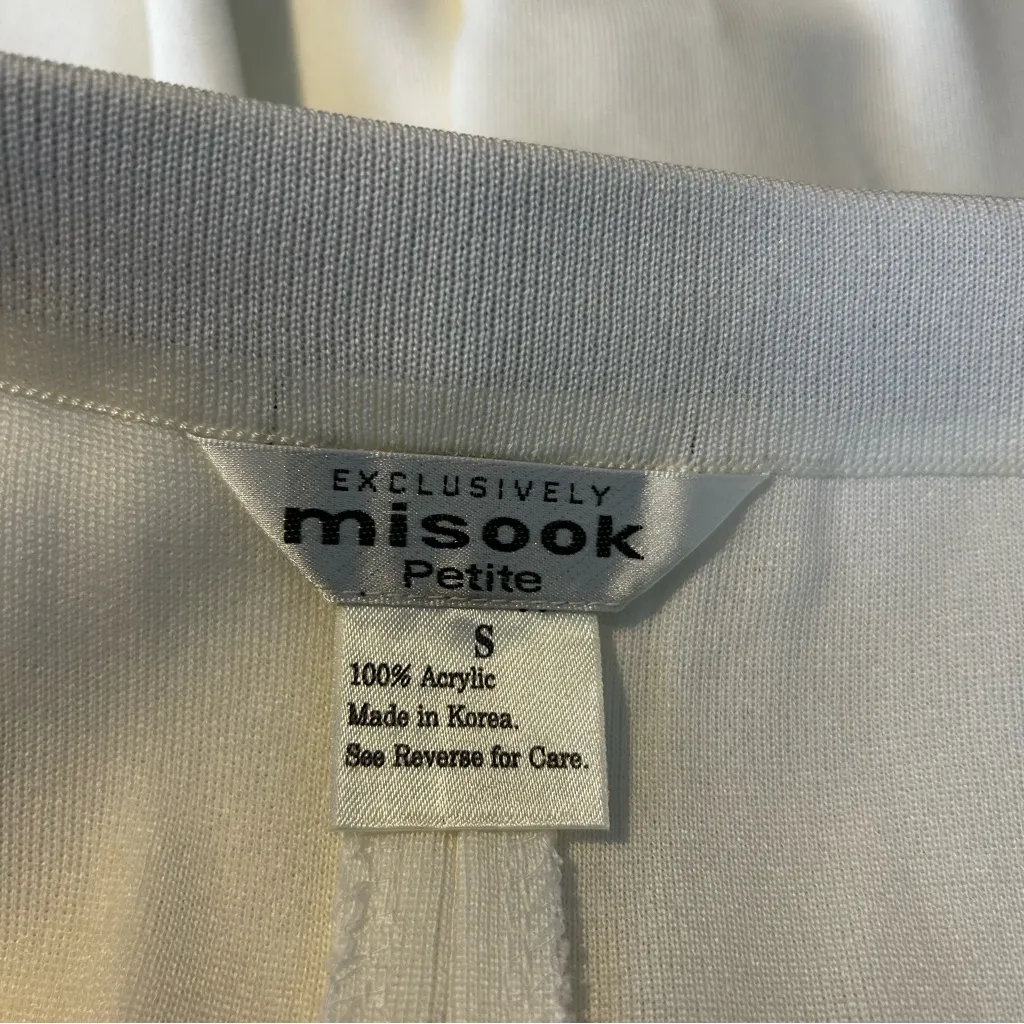 EXCLUSIVELY
misook
Petite
S
100% Acrylic
Made in Korea.
See Reverse for Care.